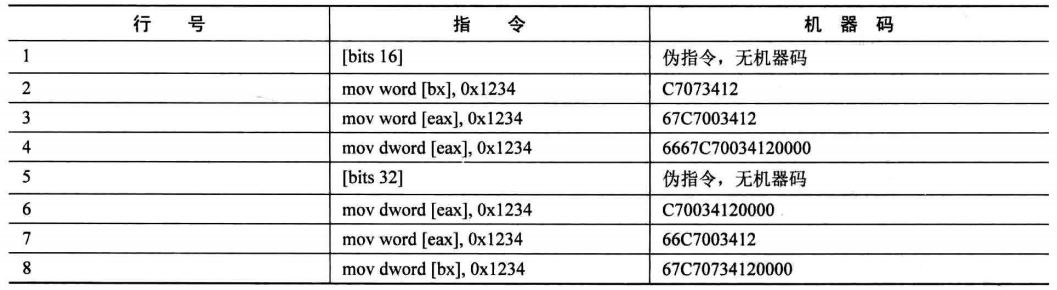 行 号 指 令 机 器 码
1 [bits 16] 伪指令，无机器码
2 mov word [bx], 0x1234 C7073412
3 mov word [eax], 0x1234 67C7003412
4 mov dword [eax], 0x1234 6667C70034120000
5 [bits 32] 伪指令，无机器码
6 mov dword [eax], 0x1234 C70034120000
7 mov word [eax], 0x1234 66C7003412
8 mov dword [bx], 0x1234 67C70734120000